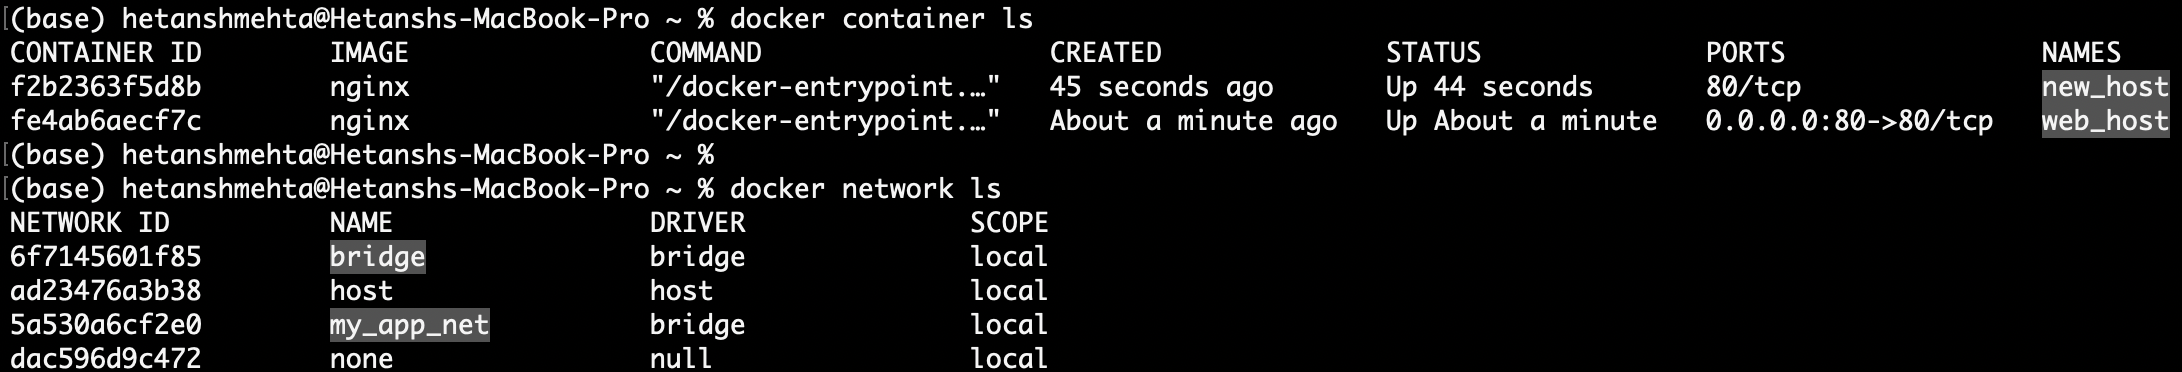 (base) hetanshmehta@Hetanshs-MacBook-Pro ~ % docker container ls
CONTAINER ID        IMAGE               COMMAND                  CREATED              STATUS              PORTS                NAMES
f2b2363f5d8b        nginx               "/docker-entrypoint.…"   45 seconds ago       Up 44 seconds       80/tcp               new_host
fe4ab6aecf7c        nginx               "/docker-entrypoint.…"   About a minute ago   Up About a minute   0.0.0.0:80->80/tcp   web_host
(base) hetanshmehta@Hetanshs-MacBook-Pro ~ %
(base) hetanshmehta@Hetanshs-MacBook-Pro ~ % docker network ls
NETWORK ID          NAME                DRIVER              SCOPE
6f7145601f85        bridge              bridge              local
ad23476a3b38        host                host                local
5a530a6cf2e0        my_app_net          bridge              local
dac596d9c472        none                null                local